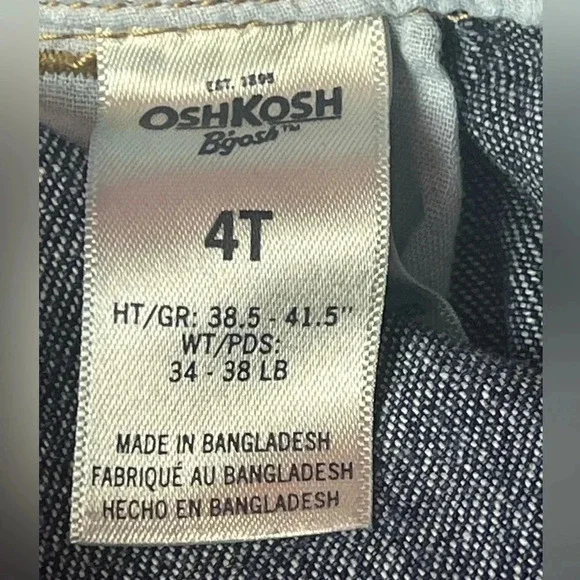 EST. 1895
OSHKOSH
B'gosh™
4T
HT/GR: 38.5 - 41.5"
WT/PDS:
34 - 38 LB
MADE IN BANGLADESH
FABRIQUÉ AU BANGLADESH
HECHO EN BANGLADESH